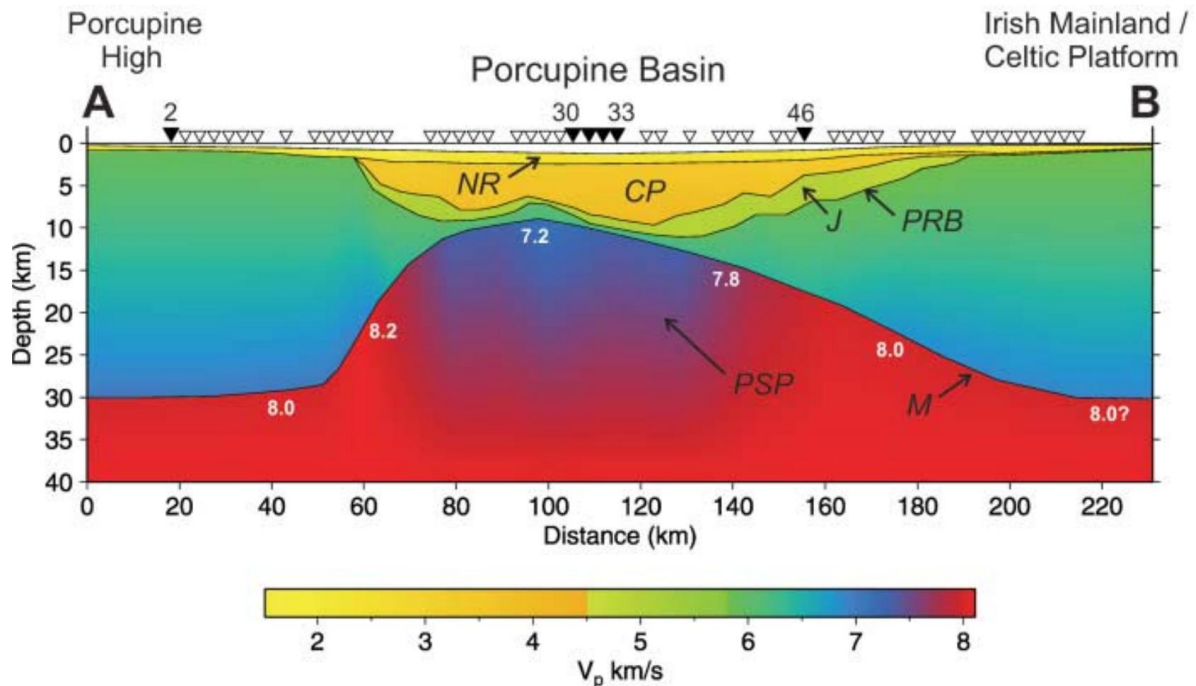 Porcupine
High
Irish Mainland /
Celtic Platform
Porcupine Basin
A
B
2
30
33
46
0
5
10
15
20
25
30
35
40
Depth (km)
NR
CP
J
PRB
7.2
7.8
8.2
8.0
PSP
M
8.0
8.0?
0
20
40
60
80
100
120
140
160
180
200
220
Distance (km)
2
3
4
5
6
7
8
Vp km/s